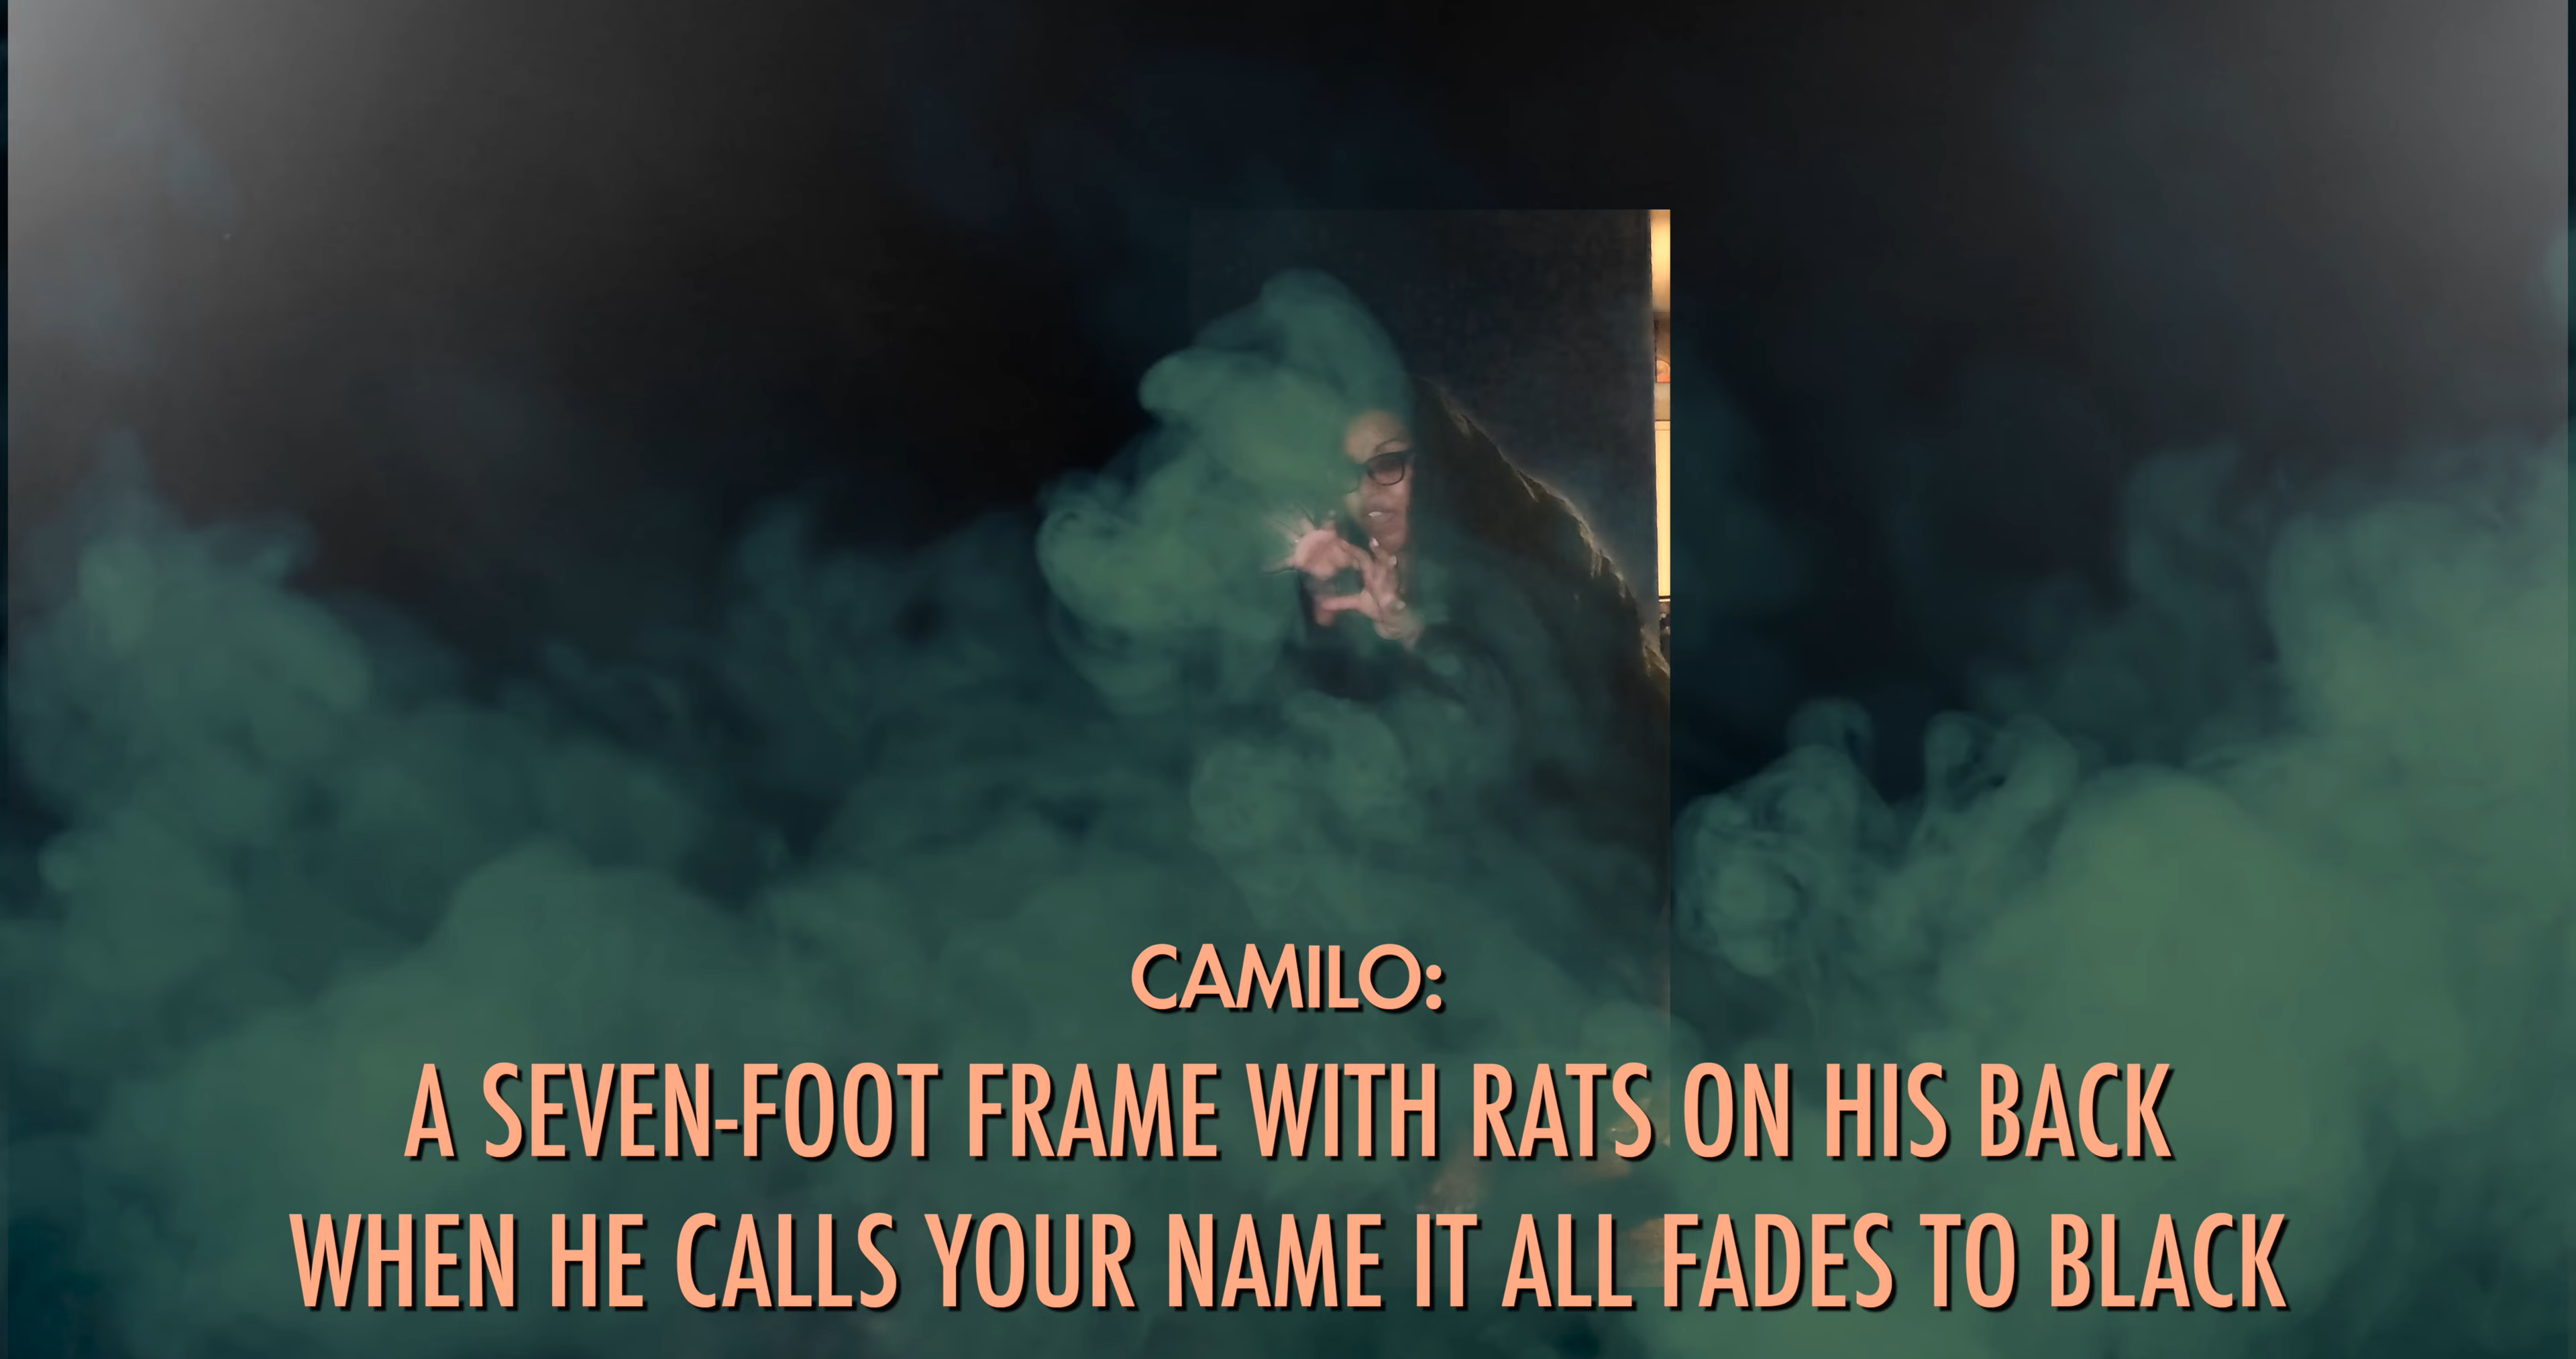 CAMILO:
A SEVEN-FOOT FRAME WITH RATS ON HIS BACK
WHEN HE CALLS YOUR NAME IT ALL FADES TO BLACK